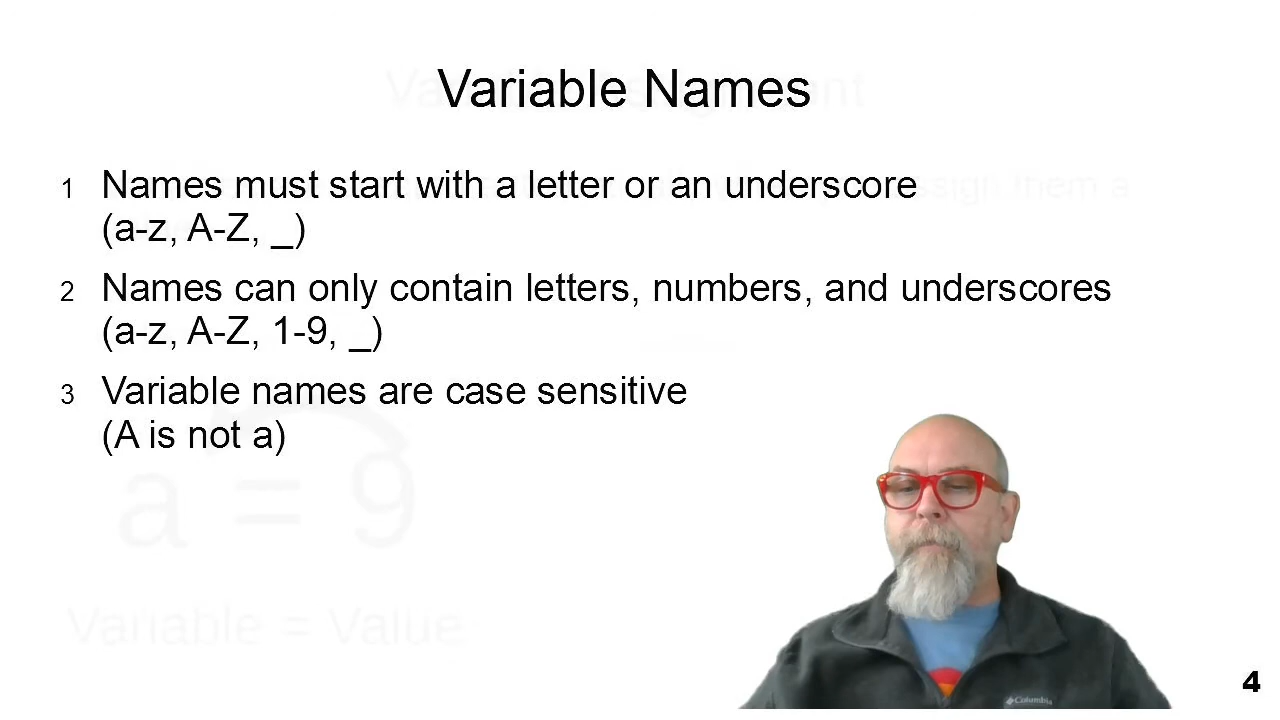 Variable Names
1 Names must start with a letter or an underscore
(a-z, A-Z, _)
2 Names can only contain letters, numbers, and underscores
(a-z, A-Z, 1-9, _)
3 Variable names are case sensitive
(A is not a)
a = 9
Variable = Value
Columbia
4